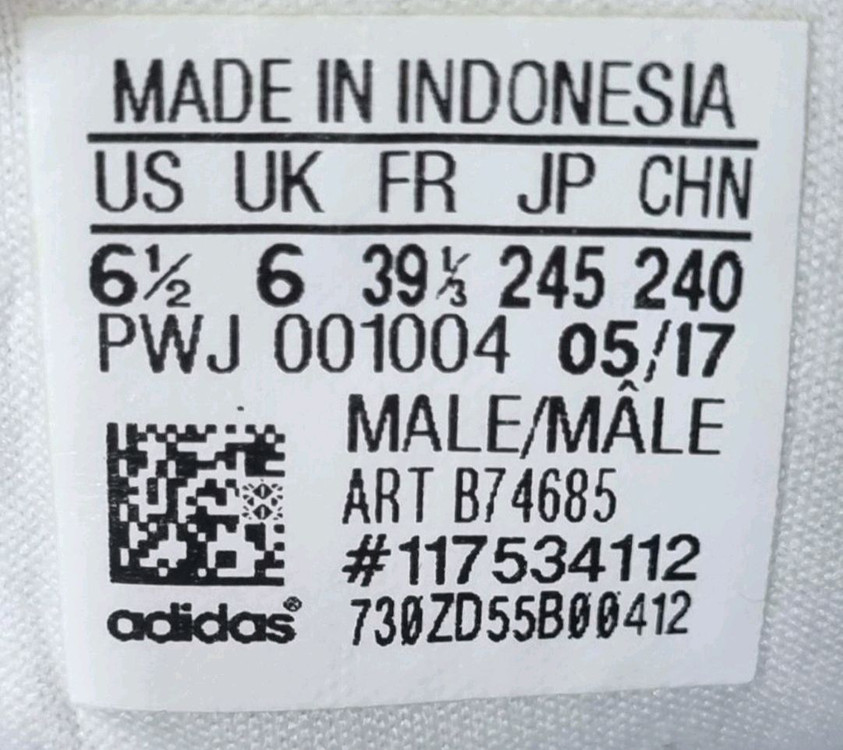 MADE IN INDONESIA
US UK FR JP CHN
6½ 6 39⅓ 245 240
PWJ 001004 05/17
MALE/MÂLE
ART B74685
#117534112
adidas® 730ZD55B00412